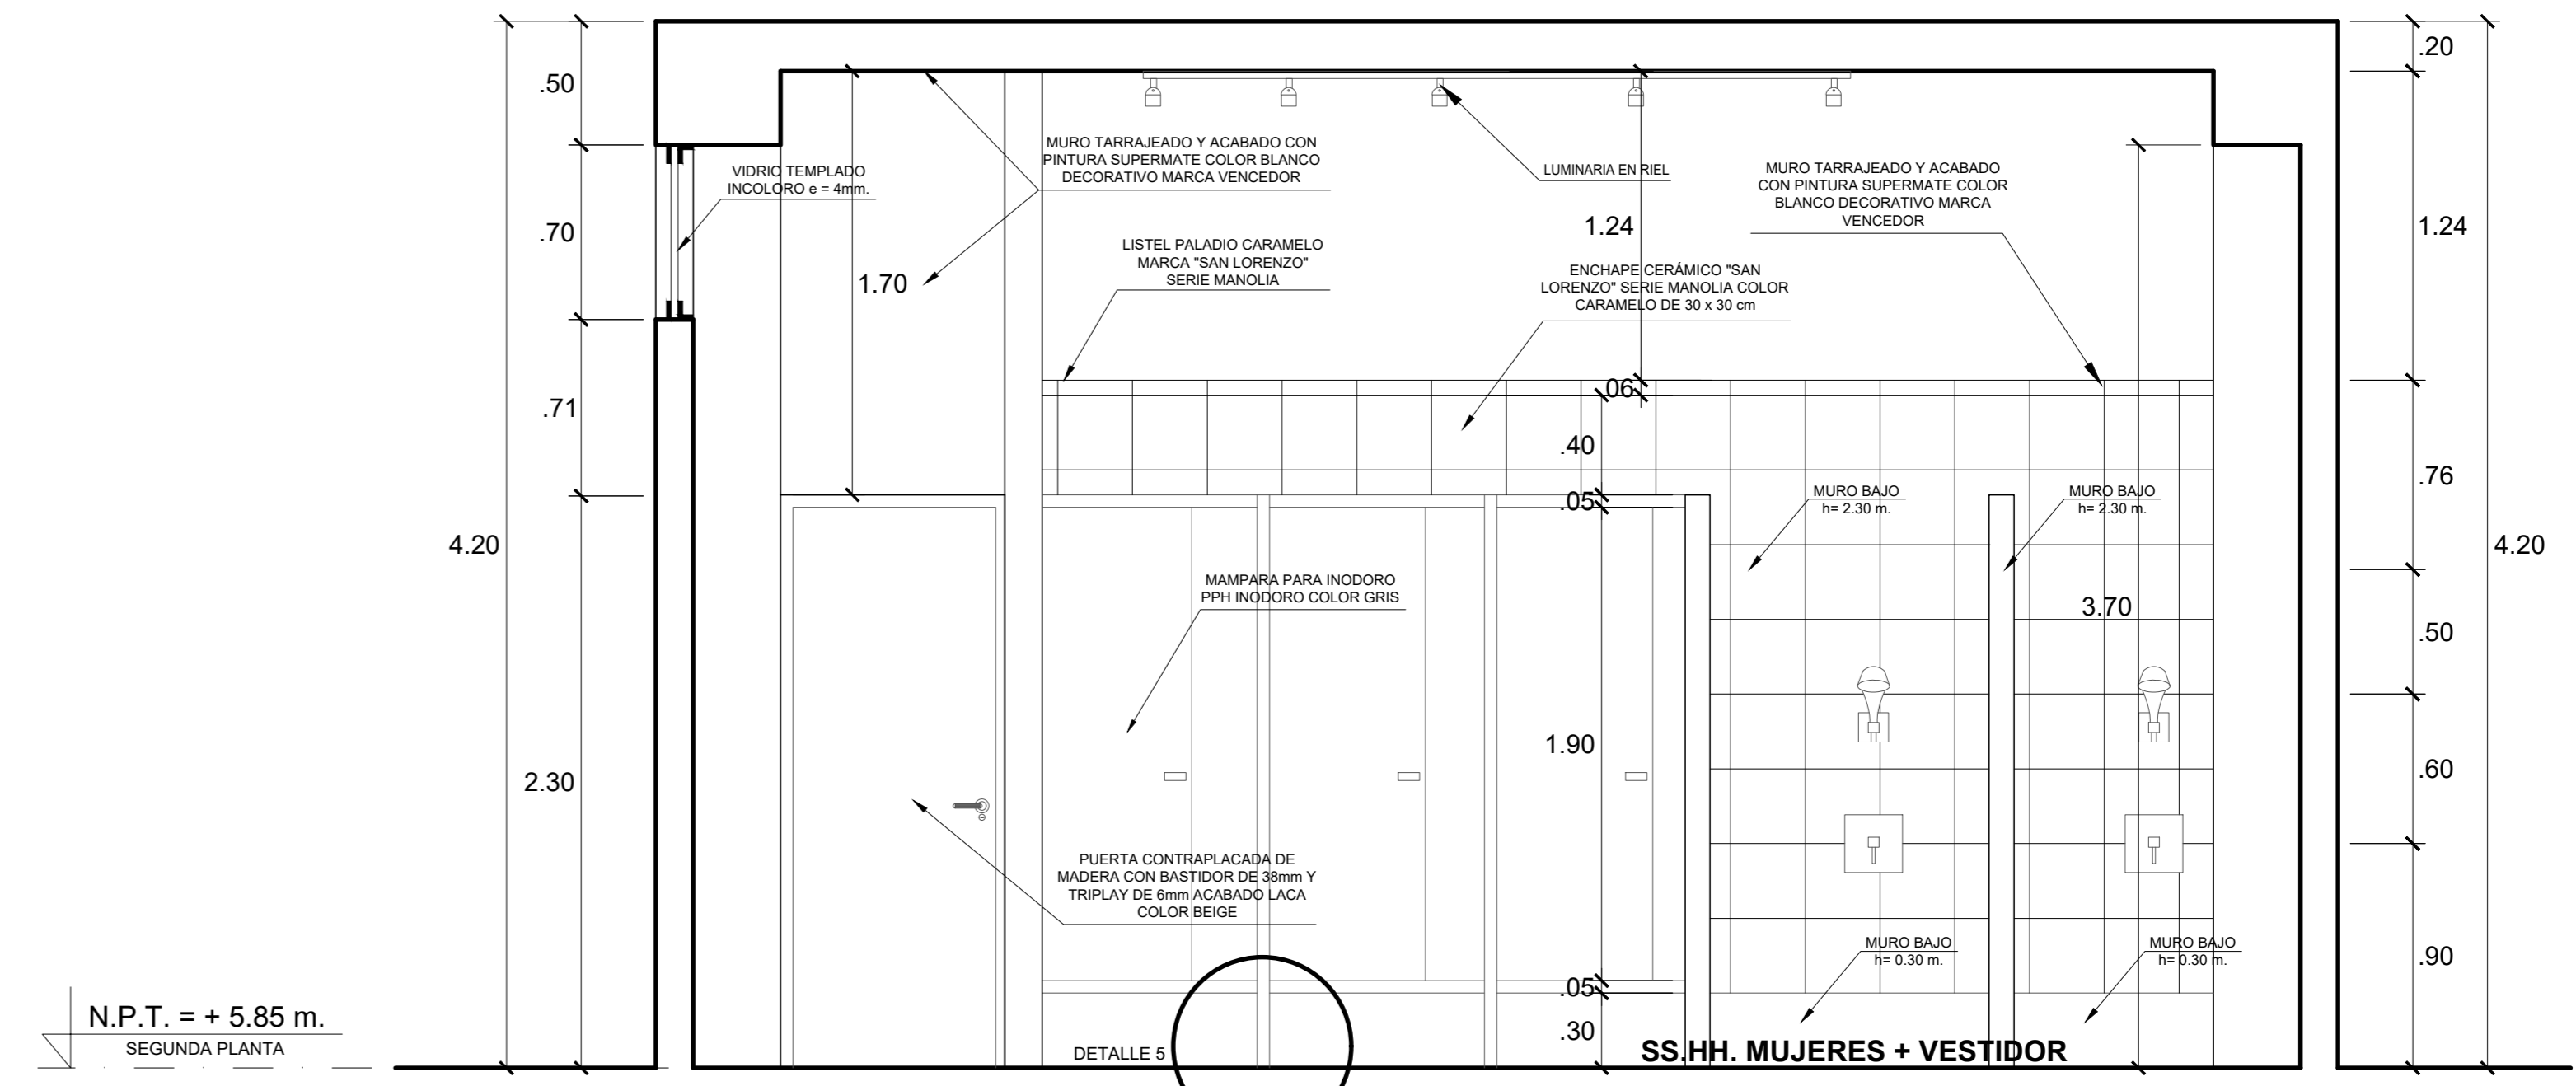 .50
.20
MURO TARRAJEADO Y ACABADO CON
PINTURA SUPERMATE COLOR BLANCO
DECORATIVO MARCA VENCEDOR
VIDRIO TEMPLADO
INCOLORO e = 4mm.
LUMINARIA EN RIEL
MURO TARRAJEADO Y ACABADO
CON PINTURA SUPERMATE COLOR
BLANCO DECORATIVO MARCA
VENCEDOR
.70
1.70
LISTEL PALADIO CARAMELO
MARCA "SAN LORENZO"
SERIE MANOLIA
1.24
ENCHAPE CERÁMICO "SAN
LORENZO" SERIE MANOLIA COLOR
CARAMELO DE 30 x 30 cm
1.24
.71
.06
.40
.05
MURO BAJO
h= 2.30 m.
MURO BAJO
h= 2.30 m.
.76
4.20
4.20
MAMPARA PARA INODORO
PPH INODORO COLOR GRIS
3.70
.50
2.30
1.90
.60
PUERTA CONTRAPLACADA DE
MADERA CON BASTIDOR DE 38mm Y
TRIPLAY DE 6mm ACABADO LACA
COLOR BEIGE
MURO BAJO
h= 0.30 m.
MURO BAJO
h= 0.30 m.
.90
.05
.30
N.P.T. = + 5.85 m.
SEGUNDA PLANTA
DETALLE 5
SS.HH. MUJERES + VESTIDOR